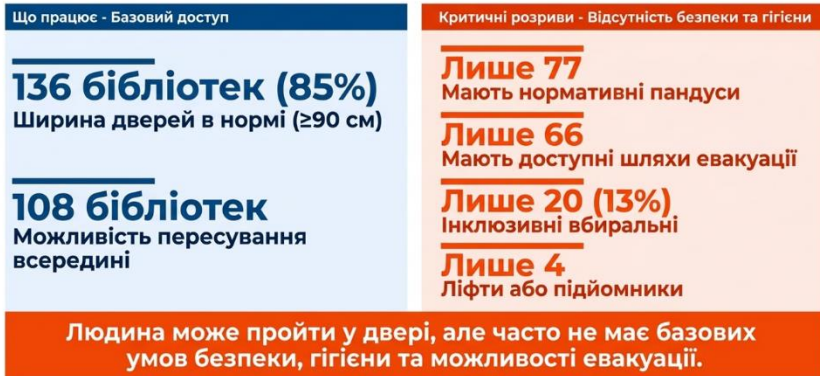 Що працює - Базовий доступ
136 бібліотек (85%)
Ширина дверей в нормі (≥90 см)
108 бібліотек
Можливість пересування
всередині
Критичні розриви - Відсутність безпеки та гігієни
Лише 77
Мають нормативні пандуси
Лише 66
Мають доступні шляхи евакуації
Лише 20 (13%)
Інклюзивні вбиральні
Лише 4
Ліфти або підйомники
Людина може пройти у двері, але часто не має базових
умов безпеки, гігієни та можливості евакуації.